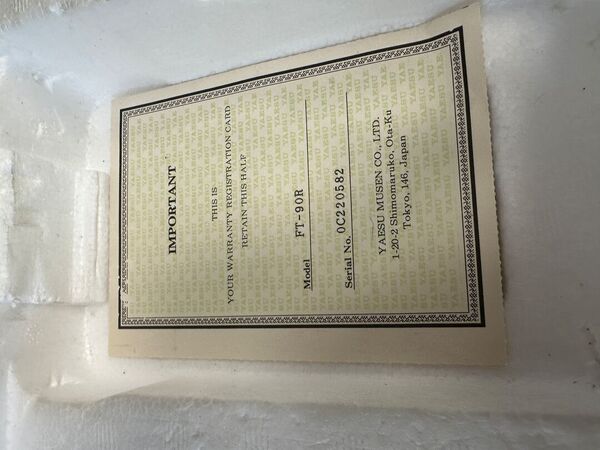 IMPORTANT
THIS IS
YOUR WARRANTY REGISTRATION CARD
RETAIN THIS HALF
Model FT-90R
Serial No. 0C220582
YAESU MUSEN CO., LTD.
1-20-2 Shimomaruko, Ota-Ku
Tokyo, 146, Japan